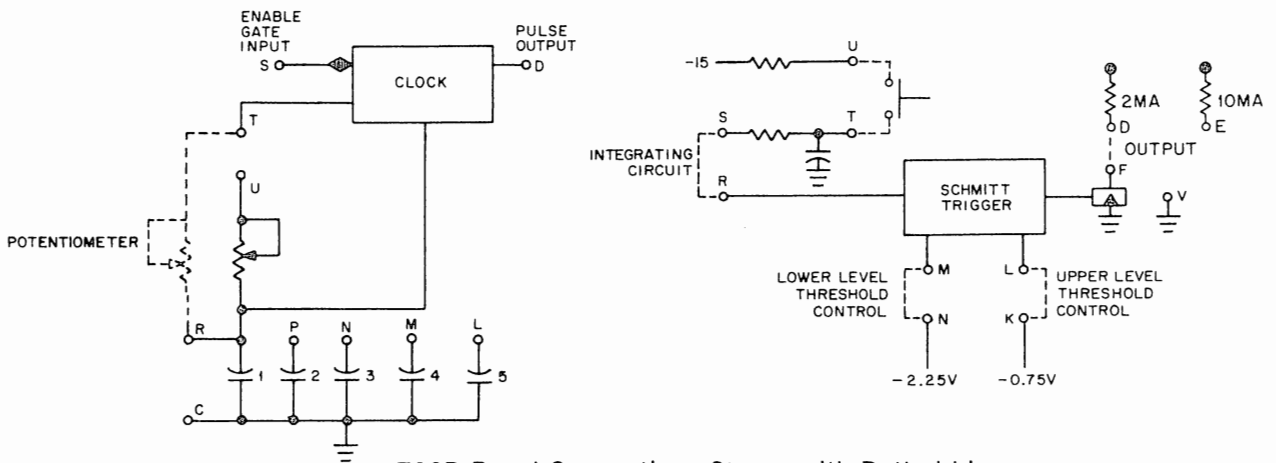 ENABLE
GATE
INPUT
S
CLOCK
PULSE
OUTPUT
D
T
U
POTENTIOMETER
R
P
N
M
L
1
2
3
4
5
C
-15
U
S
T
INTEGRATING
CIRCUIT
R
SCHMITT
TRIGGER
2MA
10MA
D
E
OUTPUT
F
V
LOWER LEVEL
THRESHOLD
CONTROL
M
N
L
K
UPPER LEVEL
THRESHOLD
CONTROL
-2.25V
-0.75V